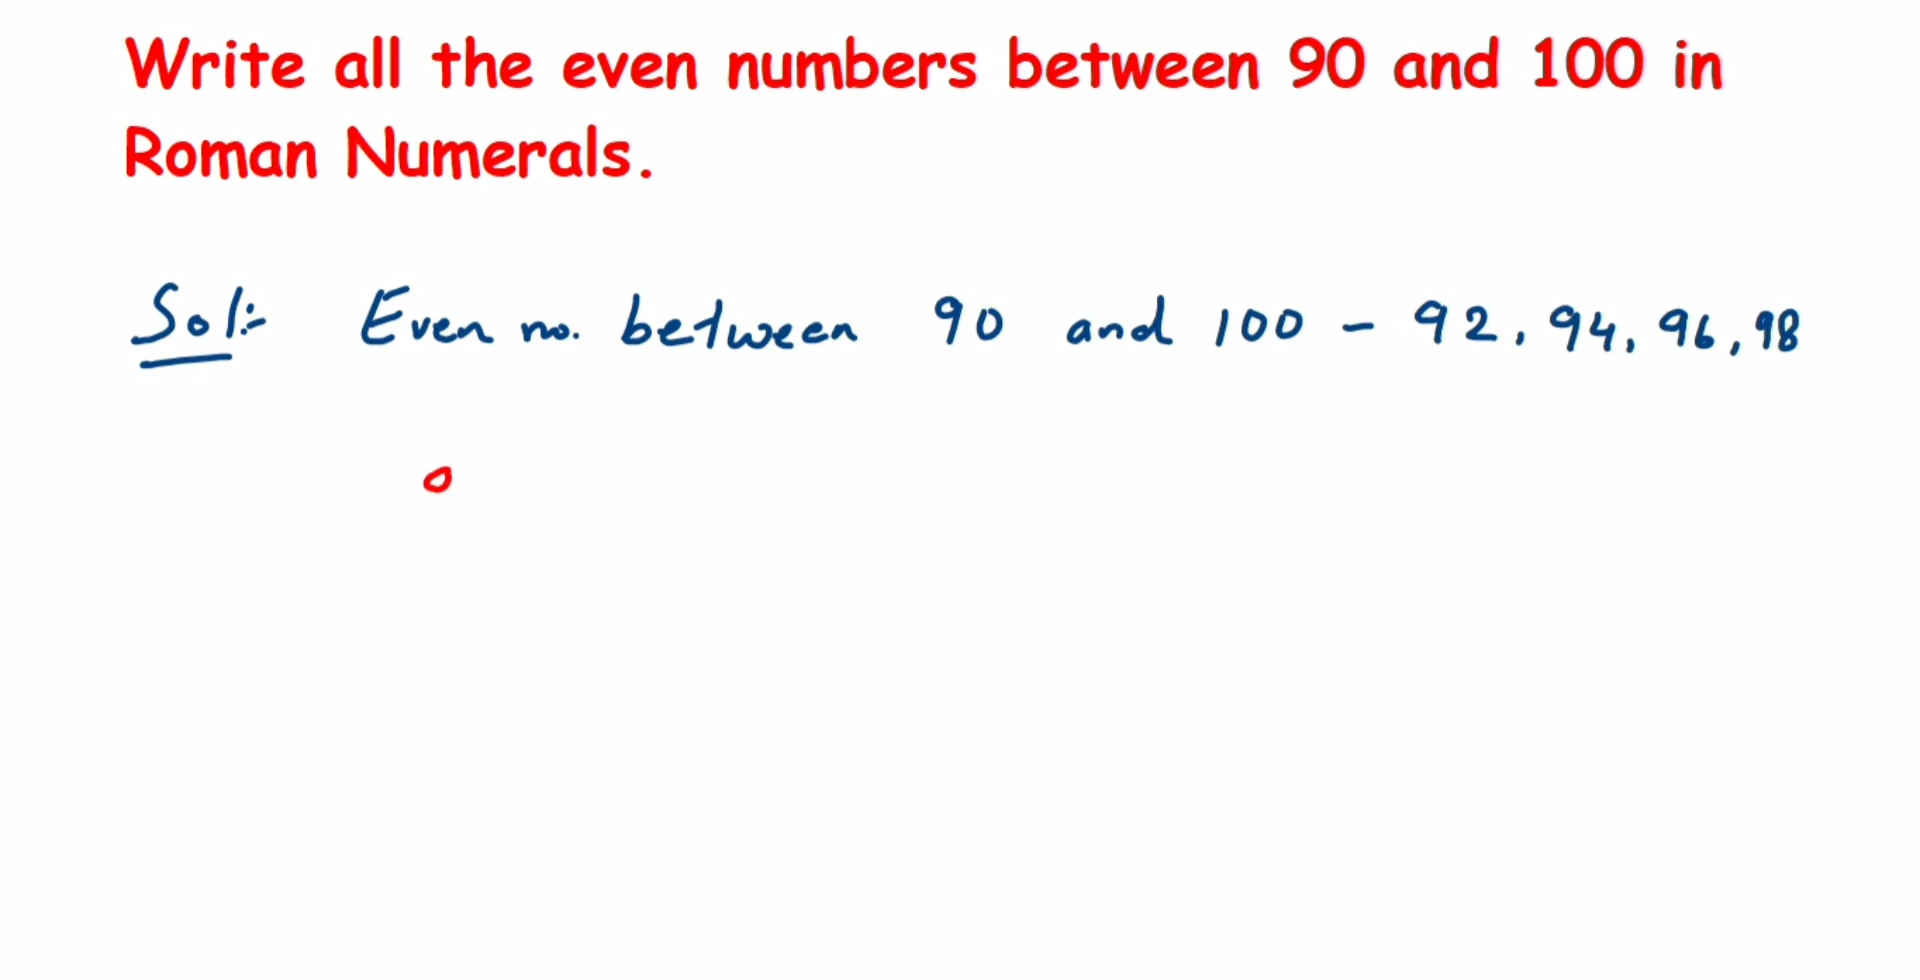 Write all the even numbers between 90 and 100 in
Roman Numerals.
Sol:- Even no. between 90 and 100 - 92, 94, 96, 98